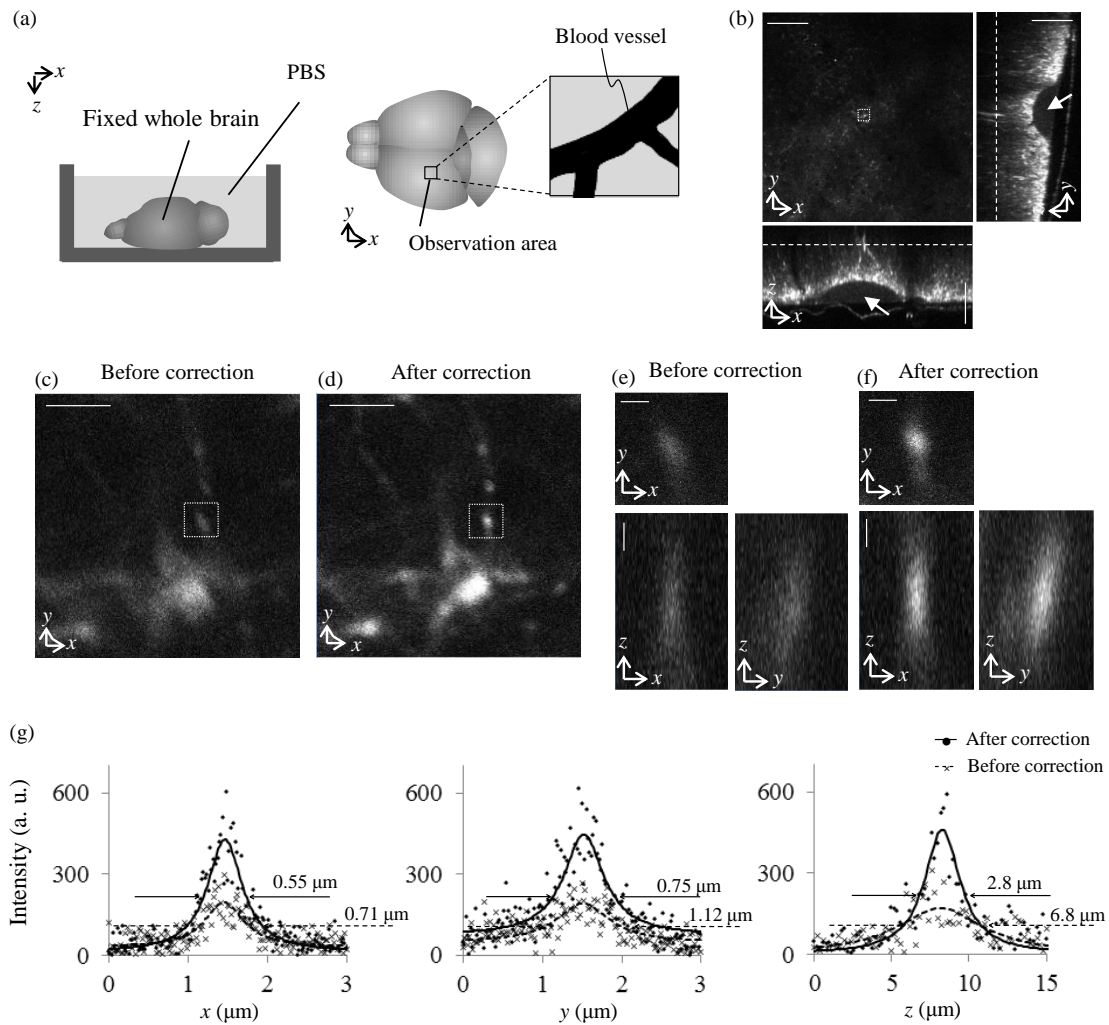 (a)
x
z
PBS
Fixed whole brain
Blood vessel
y
x
Observation area
(b)
y
x
y
z
x
Before correction
After correction
(c)
(d)
y
x
y
x
Before correction
After correction
(e)
(f)
y
x
y
x
z
x
z
y
z
x
z
y
(g)
After correction
Before correction
Intensity (a. u.)
600
300
0
0.55 μm
0.71 μm
0 1 2 3
x (μm)
600
300
0
0.75 μm
1.12 μm
0 1 2 3
y (μm)
600
300
0
2.8 μm
6.8 μm
0 5 10 15
z (μm)